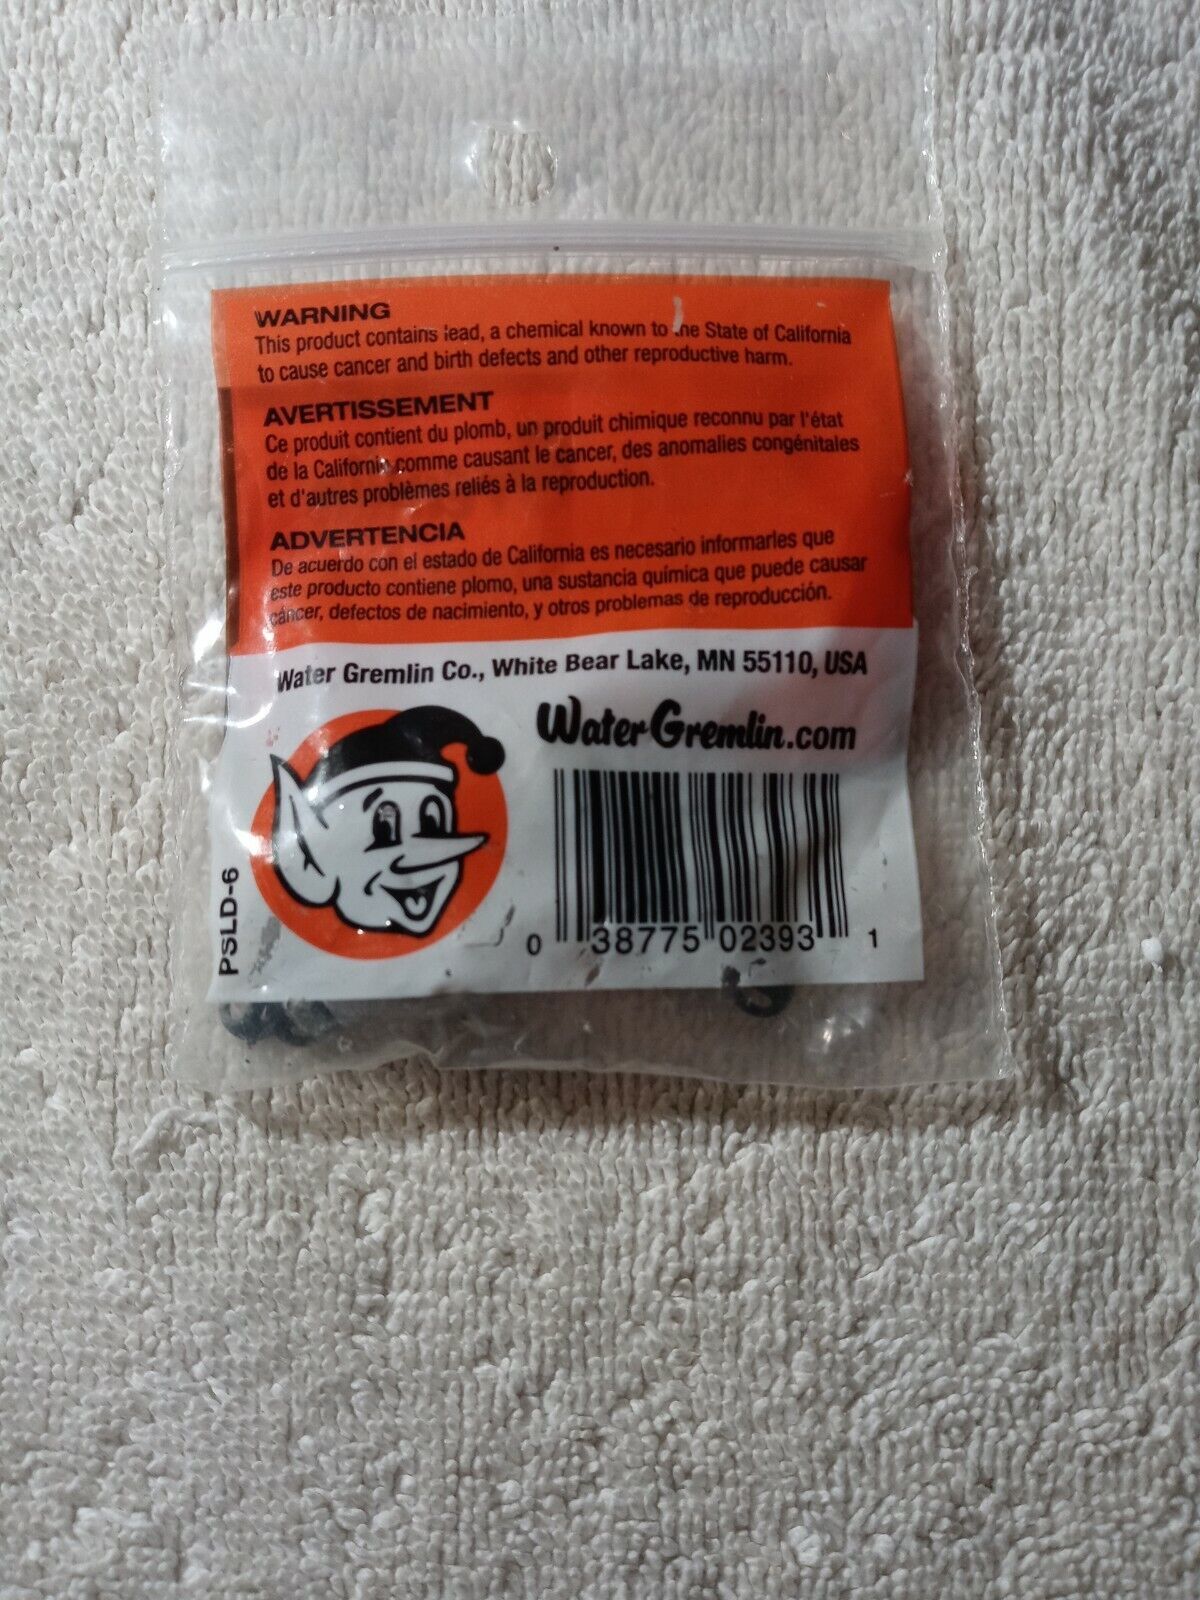 WARNING
This product contains lead, a chemical known to the State of California
to cause cancer and birth defects and other reproductive harm.
AVERTISSEMENT
Ce produit contient du plomb, un produit chimique reconnu par l'état
de la Californie comme causant le cancer, des anomalies congénitales
et d'autres problèmes reliés à la reproduction.
ADVERTENCIA
De acuerdo con el estado de California es necesario informarles que
este producto contiene plomo, una sustancia química que puede causar
cáncer, defectos de nacimiento, y otros problemas de reproducción.
Water Gremlin Co., White Bear Lake, MN 55110, USA
WaterGremlin.com
PSLD-6
0 38775 02393 1